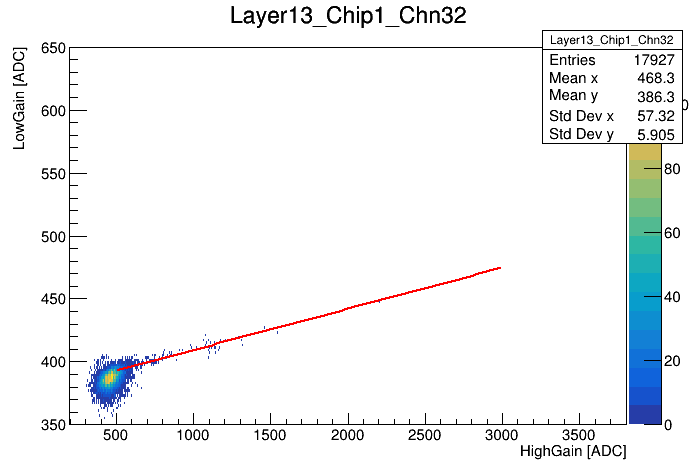 Layer13_Chip1_Chn32
LowGain [ADC]
650
600
550
500
450
400
350
500
1000
1500
2000
2500
3000
3500
HighGain [ADC]
Layer13_Chip1_Chn32
Entries 17927
Mean x 468.3
Mean y 386.3
Std Dev x 57.32
Std Dev y 5.905
0
80
60
40
20
0